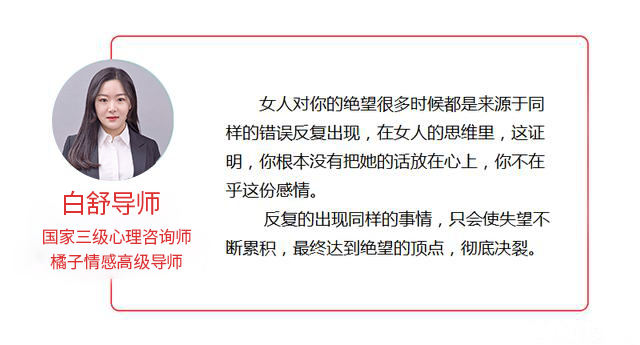 白舒导师
国家三级心理咨询师
橘子情感高级导师
女人对你的绝望很多时候都是来源于同
样的错误反复出现，在女人的思维里，这证
明，你根本没有把她的话放在心上，你不在
乎这份感情。
反复的出现同样的事情，只会使失望不
断累积，最终达到绝望的顶点，彻底决裂。